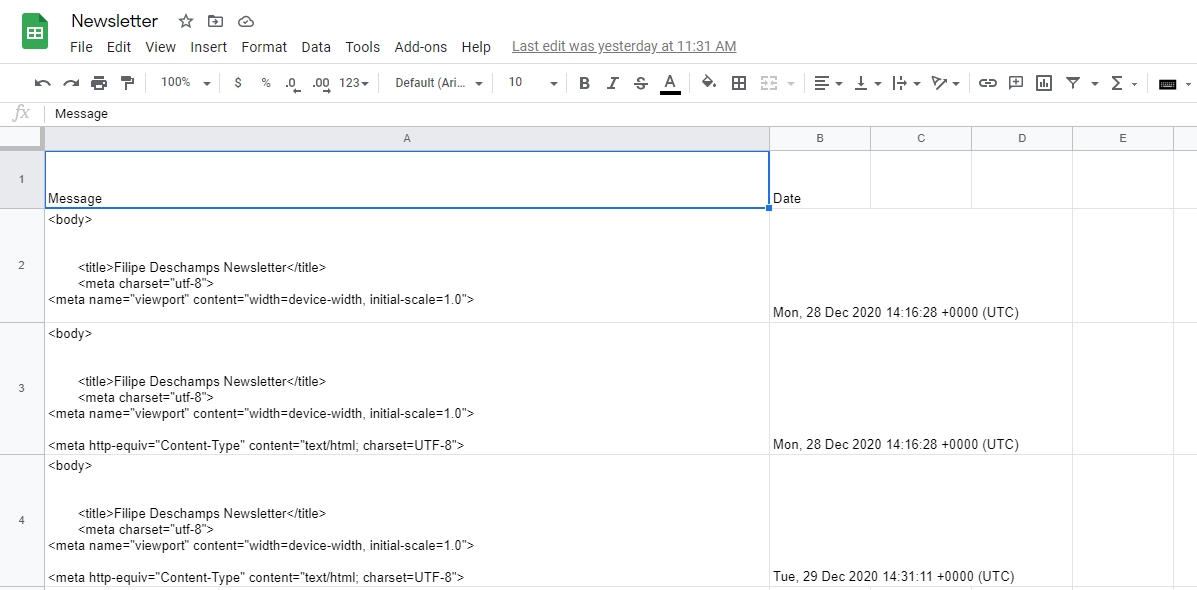 Newsletter
File Edit View Insert Format Data Tools Add-ons Help Last edit was yesterday at 11:31 AM
100% $ % .0 .00 123 Default (Ari... 10 B I S A
fx Message
A B C D E
1 Message Date
2 <body>
<title>Filipe Deschamps Newsletter</title>
<meta charset="utf-8">
<meta name="viewport" content="width=device-width, initial-scale=1.0">
Mon, 28 Dec 2020 14:16:28 +0000 (UTC)
3 <body>
<title>Filipe Deschamps Newsletter</title>
<meta charset="utf-8">
<meta name="viewport" content="width=device-width, initial-scale=1.0">
<meta http-equiv="Content-Type" content="text/html; charset=UTF-8"> Mon, 28 Dec 2020 14:16:28 +0000 (UTC)
4 <body>
<title>Filipe Deschamps Newsletter</title>
<meta charset="utf-8">
<meta name="viewport" content="width=device-width, initial-scale=1.0">
<meta http-equiv="Content-Type" content="text/html; charset=UTF-8"> Tue, 29 Dec 2020 14:31:11 +0000 (UTC)